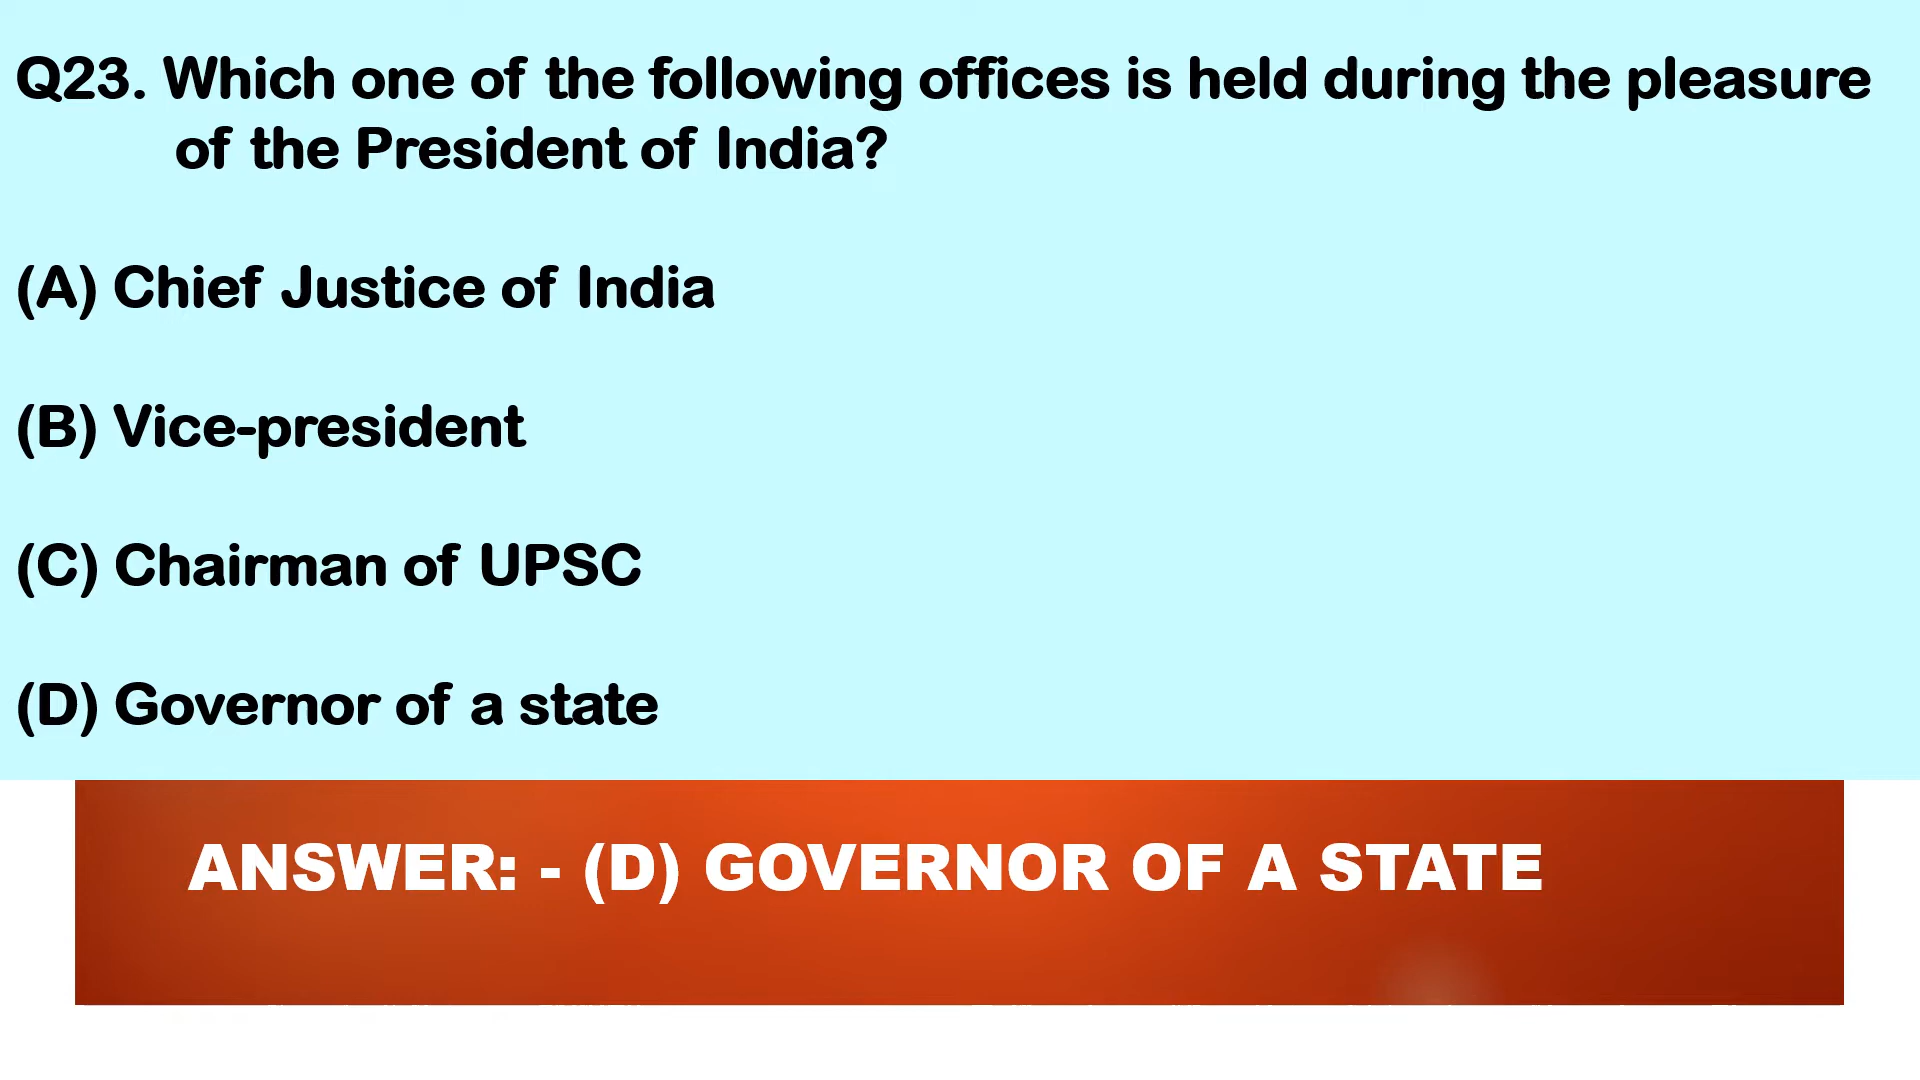 Q23. Which one of the following offices is held during the pleasure
of the President of India?
(A) Chief Justice of India
(B) Vice-president
(C) Chairman of UPSC
(D) Governor of a state
ANSWER: - (D) GOVERNOR OF A STATE